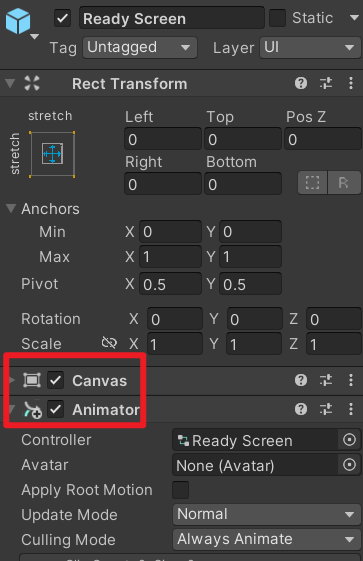 Ready Screen Static
Tag Untagged Layer UI
Rect Transform
stretch Left Top Pos Z
stretch 0 0 0
Right Bottom
0 0 R
Anchors
Min X 0 Y 0
Max X 1 Y 1
Pivot X 0.5 Y 0.5
Rotation X 0 Y 0 Z 0
Scale X 1 Y 1 Z 1
Canvas
Animator
Controller Ready Screen
Avatar None (Avatar)
Apply Root Motion
Update Mode Normal
Culling Mode Always Animate